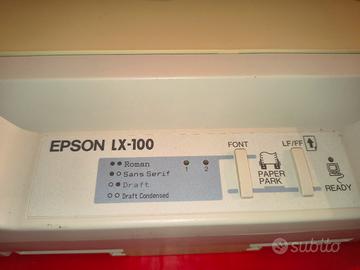 EPSON LX-100
FONT
LF/FF
Roman
1 2
Sans Serif
Draft
Draft Condensed
PAPER
PARK
READY
subito